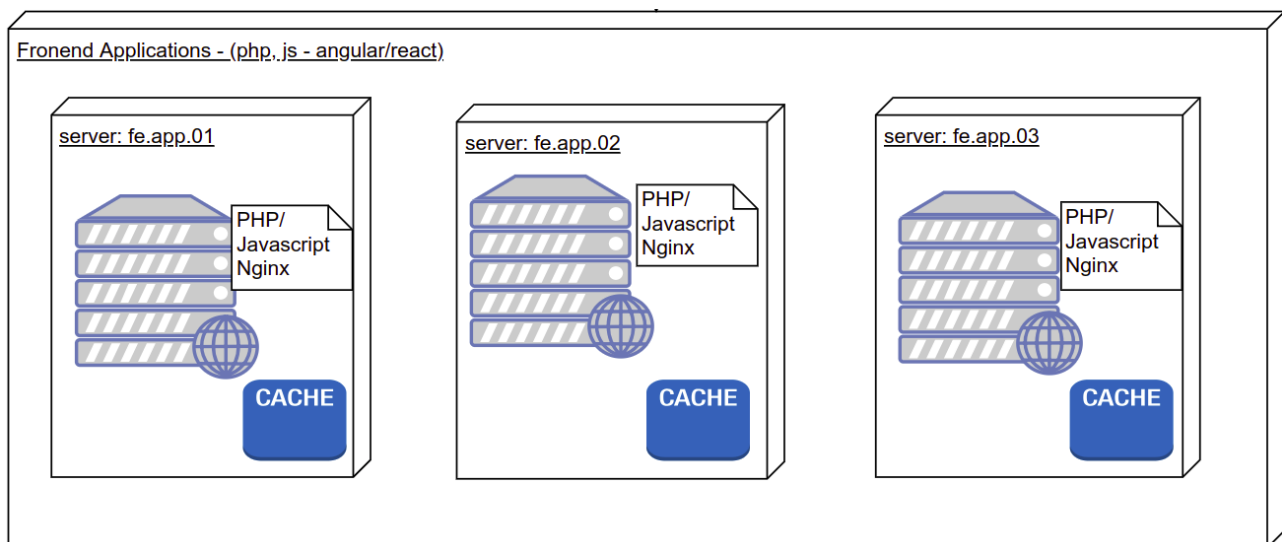 Fronend Applications - (php, js - angular/react)
server: fe.app.01
PHP/
Javascript
Nginx
CACHE
server: fe.app.02
PHP/
Javascript
Nginx
CACHE
server: fe.app.03
PHP/
Javascript
Nginx
CACHE